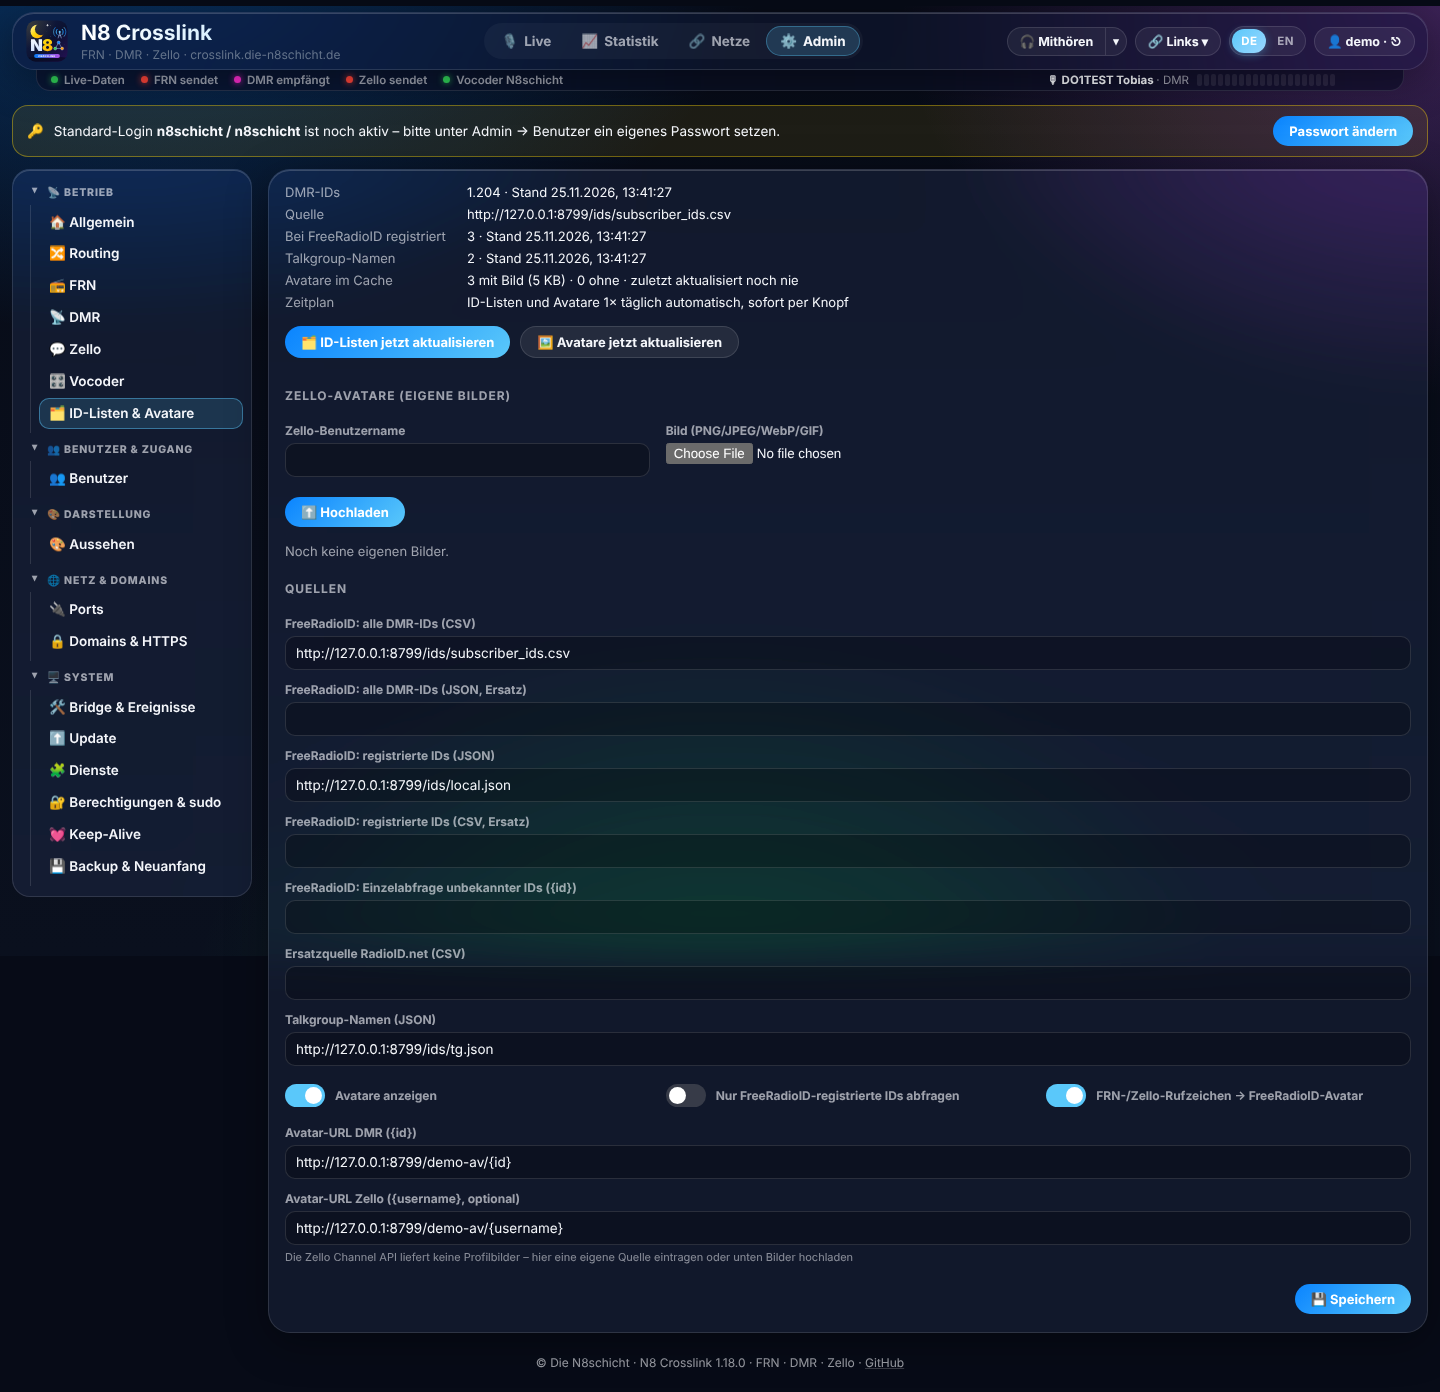 N8 Crosslink
FRN · DMR · Zello · crosslink.die-n8schicht.de
Live
Statistik
Netze
Admin
Mithören ▾
Links ▾
DE EN
demo ·
Live-Daten
FRN sendet
DMR empfängt
Zello sendet
Vocoder N8schicht
DO1TEST Tobias · DMR
Standard-Login n8schicht / n8schicht ist noch aktiv – bitte unter Admin → Benutzer ein eigenes Passwort setzen.
Passwort ändern
BETRIEB
Allgemein
Routing
FRN
DMR
Zello
Vocoder
ID-Listen & Avatare
BENUTZER & ZUGANG
Benutzer
DARSTELLUNG
Aussehen
NETZ & DOMAINS
Ports
Domains & HTTPS
SYSTEM
Bridge & Ereignisse
Update
Dienste
Berechtigungen & sudo
Keep-Alive
Backup & Neuanfang
DMR-IDs 1.204 · Stand 25.11.2026, 13:41:27
Quelle http://127.0.0.1:8799/ids/subscriber_ids.csv
Bei FreeRadioID registriert 3 · Stand 25.11.2026, 13:41:27
Talkgroup-Namen 2 · Stand 25.11.2026, 13:41:27
Avatare im Cache 3 mit Bild (5 KB) · 0 ohne · zuletzt aktualisiert noch nie
Zeitplan ID-Listen und Avatare 1× täglich automatisch, sofort per Knopf
ID-Listen jetzt aktualisieren
Avatare jetzt aktualisieren
ZELLO-AVATARE (EIGENE BILDER)
Zello-Benutzername
Bild (PNG/JPEG/WebP/GIF)
Choose File No file chosen
Hochladen
Noch keine eigenen Bilder.
QUELLEN
FreeRadioID: alle DMR-IDs (CSV)
http://127.0.0.1:8799/ids/subscriber_ids.csv
FreeRadioID: alle DMR-IDs (JSON, Ersatz)
FreeRadioID: registrierte IDs (JSON)
http://127.0.0.1:8799/ids/local.json
FreeRadioID: registrierte IDs (CSV, Ersatz)
FreeRadioID: Einzelabfrage unbekannter IDs ({id})
Ersatzquelle RadioID.net (CSV)
Talkgroup-Namen (JSON)
http://127.0.0.1:8799/ids/tg.json
Avatare anzeigen
Nur FreeRadioID-registrierte IDs abfragen
FRN-/Zello-Rufzeichen → FreeRadioID-Avatar
Avatar-URL DMR ({id})
http://127.0.0.1:8799/demo-av/{id}
Avatar-URL Zello ({username}, optional)
http://127.0.0.1:8799/demo-av/{username}
Die Zello Channel API liefert keine Profilbilder – hier eine eigene Quelle eintragen oder unten Bilder hochladen
Speichern
© Die N8schicht · N8 Crosslink 1.18.0 · FRN · DMR · Zello · GitHub